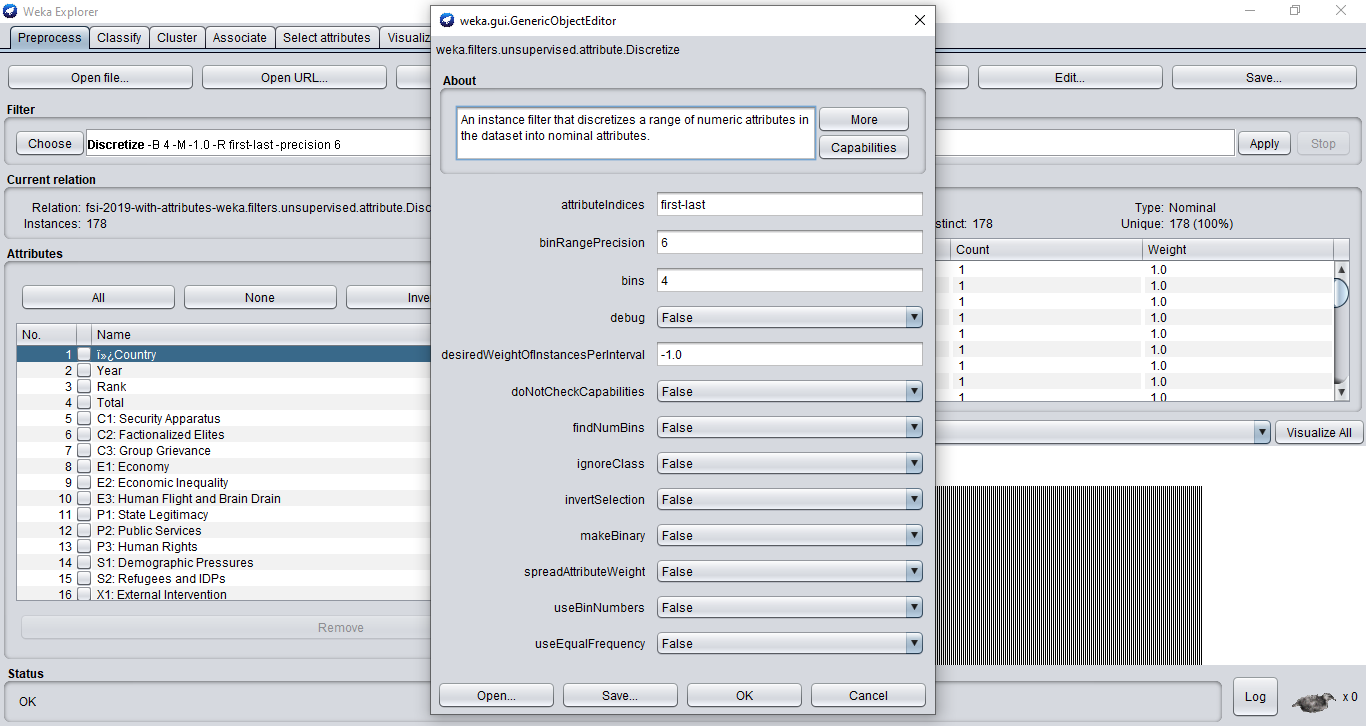 Weka Explorer
Preprocess Classify Cluster Associate Select attributes
Open file... Open URL... Edit... Save...
Filter
Choose Discretize -B 4 -M -1.0 -R first-last -precision 6 Apply Stop
Current relation
Relation: fsi-2019-with-attributes-weka.filters.unsupervised.attribute.Disc
Instances: 178
Type: Nominal
178 Unique: 178 (100%)
Attributes
All None
No. Name
1 ï»¿Country
2 Year
3 Rank
4 Total
5 C1: Security Apparatus
6 C2: Factionalized Elites
7 C3: Group Grievance
8 E1: Economy
9 E2: Economic Inequality
10 E3: Human Flight and Brain Drain
11 P1: State Legitimacy
12 P2: Public Services
13 P3: Human Rights
14 S1: Demographic Pressures
15 S2: Refugees and IDPs
16 X1: External Intervention
Remove
Status
OK
weka.gui.GenericObjectEditor
weka.filters.unsupervised.attribute.Discretize
About
An instance filter that discretizes a range of numeric attributes in
the dataset into nominal attributes.
More
Capabilities
attributeIndices first-last
binRangePrecision 6
bins 4
debug False
desiredWeightOfInstancesPerInterval -1.0
doNotCheckCapabilities False
findNumBins False
ignoreClass False
invertSelection False
makeBinary False
spreadAttributeWeight False
useBinNumbers False
useEqualFrequency False
Open... Save... OK Cancel
Count Weight
1 1.0
1 1.0
1 1.0
1 1.0
1 1.0
1 1.0
1 1.0
1 1.0
1 1.0
Visualize All
Log x 0